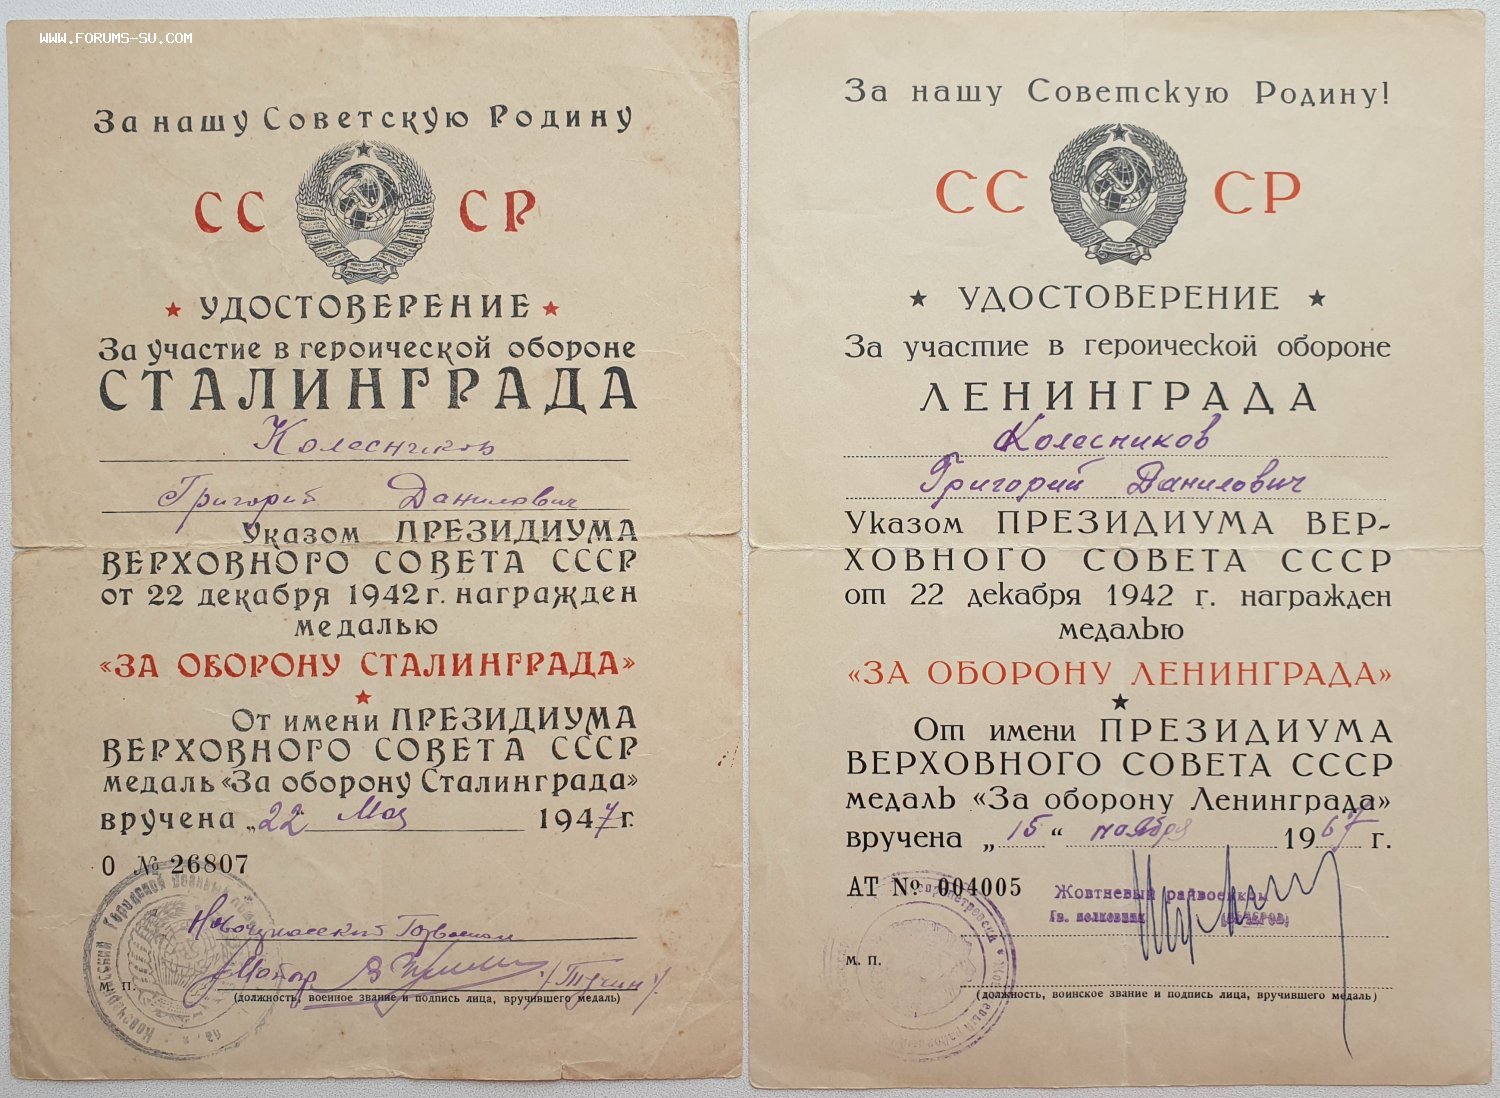 WWW.FORUMS-SU.COM
За нашу Советскую Родину
СС СР
УДОСТОВЕРЕНИЕ
За участие в героической обороне
СТАЛИНГРАДА
Колесников
Григорий Данилович
Указом ПРЕЗИДИУМА
ВЕРХОВНОГО СОВЕТА СССР
от 22 декабря 1942 г. награжден
медалью
«ЗА ОБОРОНУ СТАЛИНГРАДА»
От имени ПРЕЗИДИУМА
ВЕРХОВНОГО СОВЕТА СССР
медаль «За оборону Сталинграда»
вручена „22 Мая 1947 г.
О № 26807
Новочеркасский
Майор /Тучин/
М. П.
(должность, военное звание и подпись лица, вручившего медаль)
За нашу Советскую Родину!
СС СР
УДОСТОВЕРЕНИЕ
За участие в героической обороне
ЛЕНИНГРАДА
Колесников
Григорий Данилович
Указом ПРЕЗИДИУМА ВЕР-
ХОВНОГО СОВЕТА СССР
от 22 декабря 1942 г. награжден
медалью
«ЗА ОБОРОНУ ЛЕНИНГРАДА»
От имени ПРЕЗИДИУМА
ВЕРХОВНОГО СОВЕТА СССР
медаль «За оборону Ленинграда»
вручена „15“ ноября 1967 г.
АТ № 004005
Жовтневый райвоенком
Гв. полковник
м. п.
(должность, воинское звание и подпись лица, вручившего медаль)